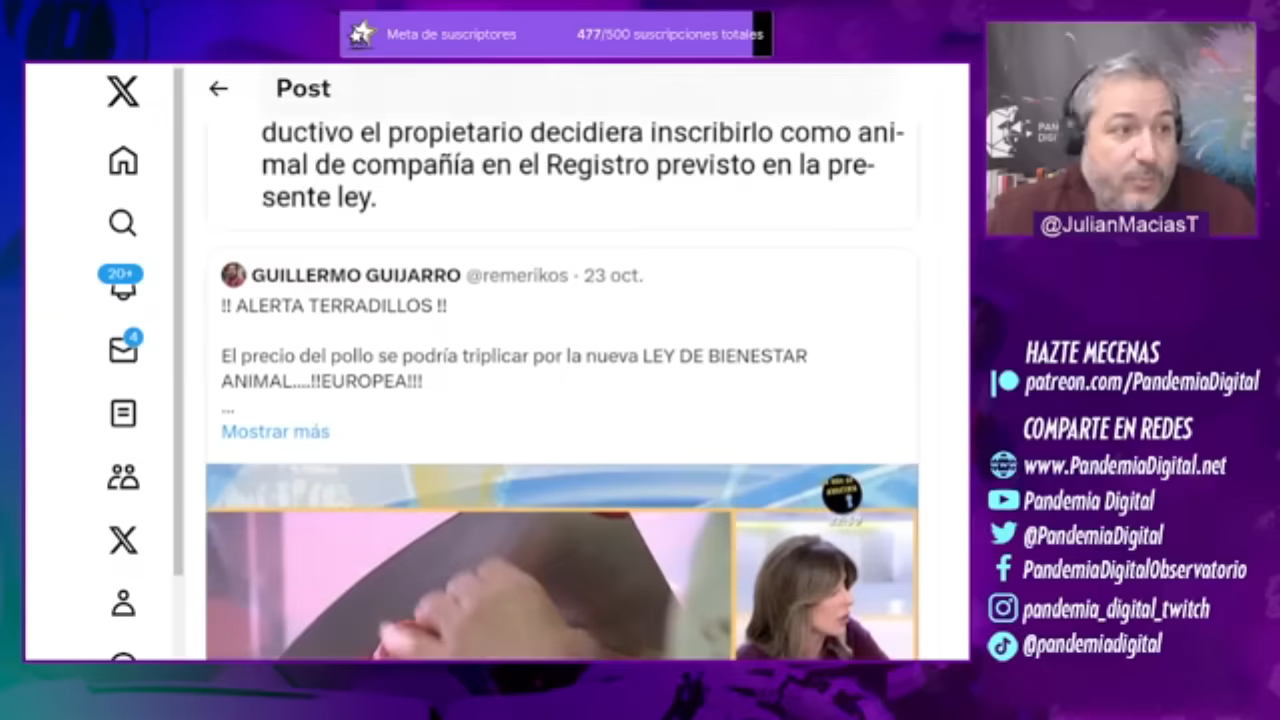 Meta de suscriptores 477/500 suscripciones totales
Post
ductivo el propietario decidiera inscribirlo como ani-
mal de compañía en el Registro previsto en la pre-
sente ley.
20+
4
GUILLERMO GUIJARRO @remerikos · 23 oct.
!! ALERTA TERRADILLOS !!
El precio del pollo se podría triplicar por la nueva LEY DE BIENESTAR
ANIMAL....!!EUROPEA!!!
...
Mostrar más
@JulianMaciasT
HAZTE MECENAS
patreon.com/PandemiaDigital
COMPARTE EN REDES
www.PandemiaDigital.net
Pandemia Digital
@PandemiaDigital
PandemiaDigitalObservatorio
pandemia_digital_twitch
@pandemiadigital